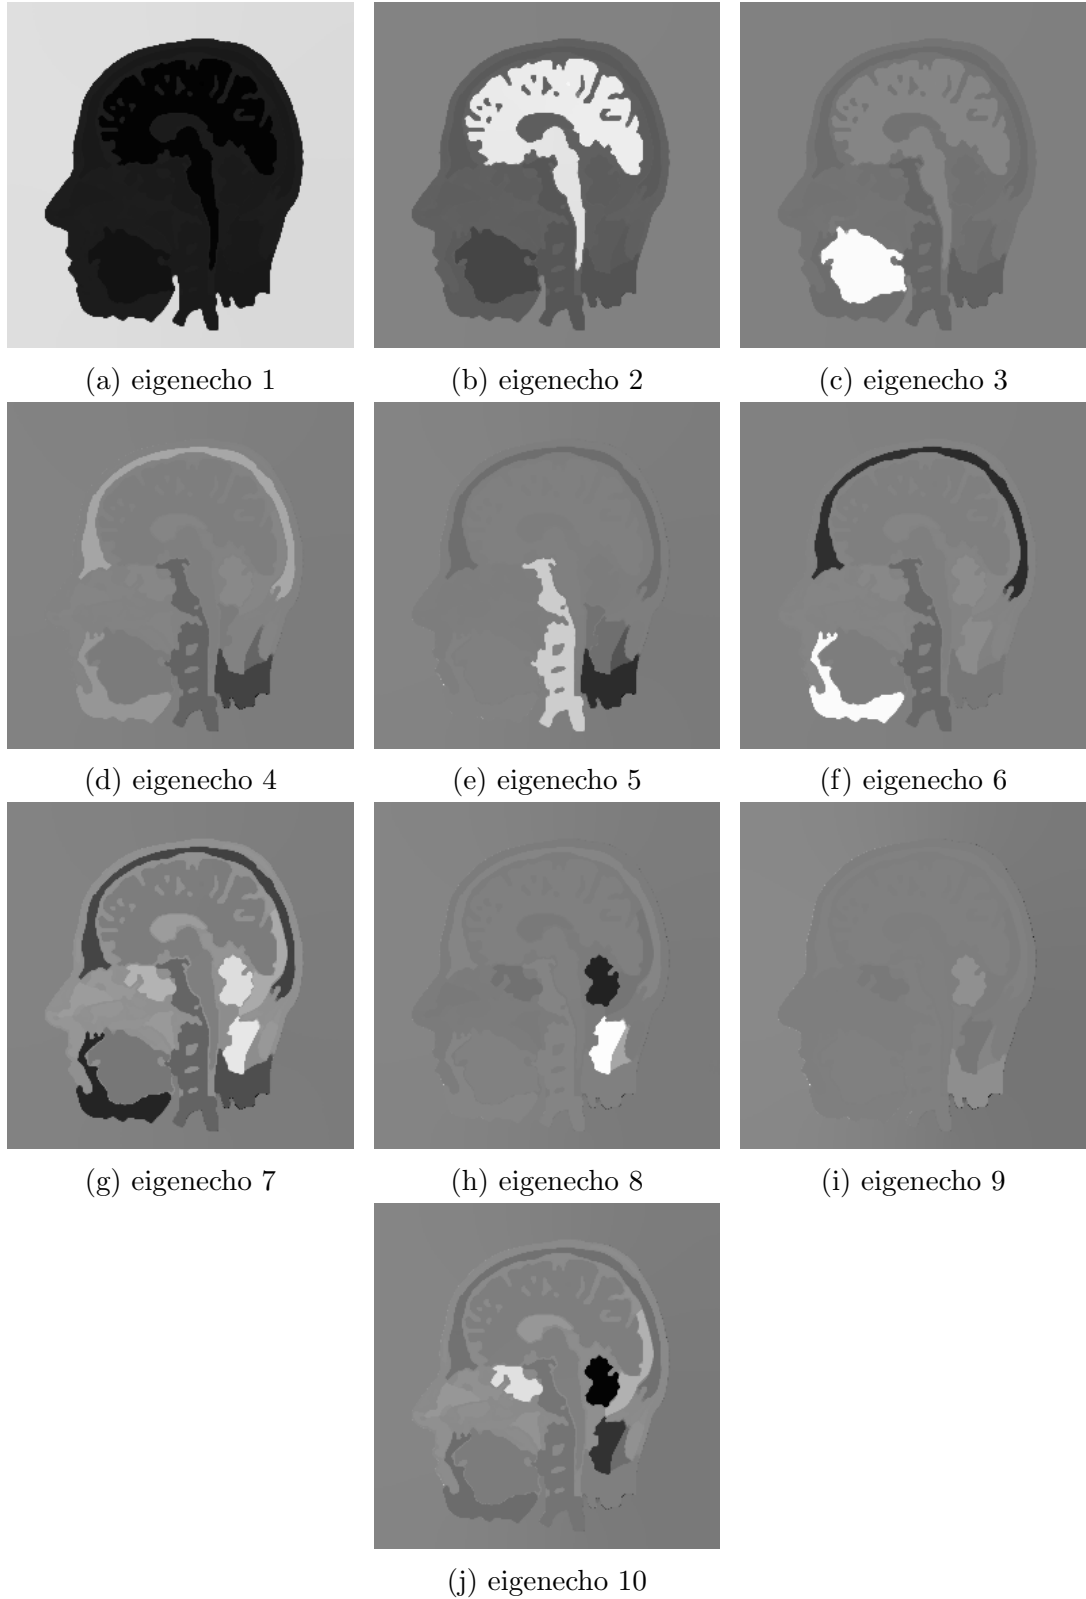 (a) eigenecho 1
(b) eigenecho 2
(c) eigenecho 3
(d) eigenecho 4
(e) eigenecho 5
(f) eigenecho 6
(g) eigenecho 7
(h) eigenecho 8
(i) eigenecho 9
(j) eigenecho 10